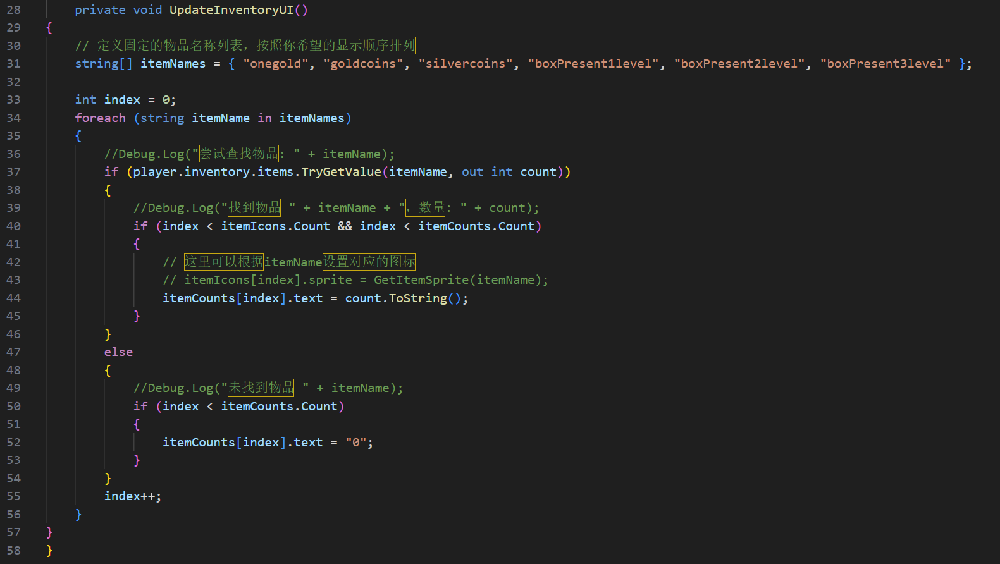 28 private void UpdateInventoryUI()
29 {
30 // 定义固定的物品名称列表，按照你希望的显示顺序排列
31 string[] itemNames = { "onegold", "goldcoins", "silvercoins", "boxPresent1level", "boxPresent2level", "boxPresent3level" };
32
33 int index = 0;
34 foreach (string itemName in itemNames)
35 {
36 //Debug.Log("尝试查找物品: " + itemName);
37 if (player.inventory.items.TryGetValue(itemName, out int count))
38 {
39 //Debug.Log("找到物品 " + itemName + "，数量: " + count);
40 if (index < itemIcons.Count && index < itemCounts.Count)
41 {
42 // 这里可以根据itemName设置对应的图标
43 // itemIcons[index].sprite = GetItemSprite(itemName);
44 itemCounts[index].text = count.ToString();
45 }
46 }
47 else
48 {
49 //Debug.Log("未找到物品 " + itemName);
50 if (index < itemCounts.Count)
51 {
52 itemCounts[index].text = "0";
53 }
54 }
55 index++;
56 }
57 }
58 }